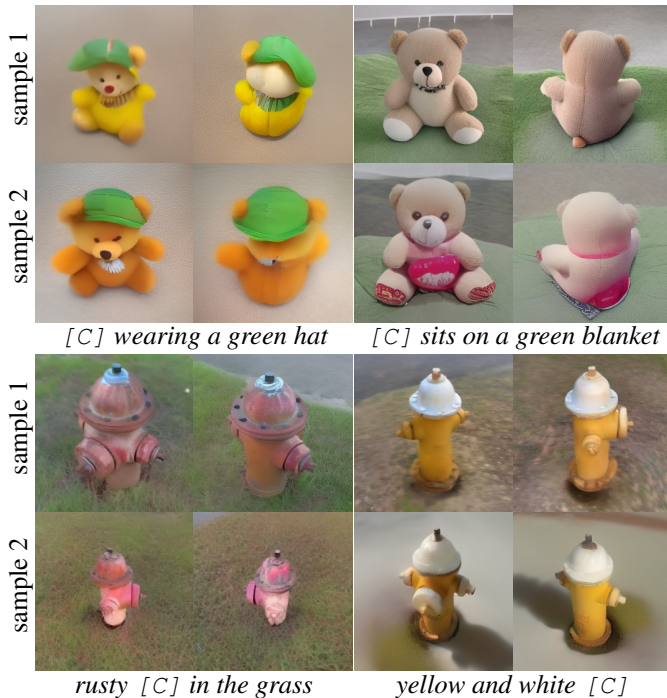 sample 1
sample 2
[C] wearing a green hat
[C] sits on a green blanket
sample 1
sample 2
rusty [C] in the grass
yellow and white [C]